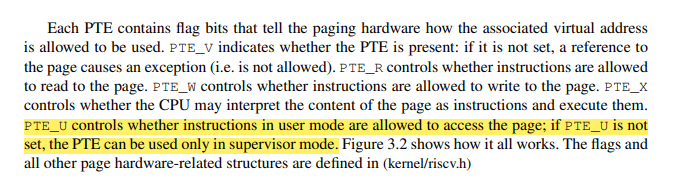 Each PTE contains flag bits that tell the paging hardware how the associated virtual address
is allowed to be used. PTE_V indicates whether the PTE is present: if it is not set, a reference to
the page causes an exception (i.e. is not allowed). PTE_R controls whether instructions are allowed
to read to the page. PTE_W controls whether instructions are allowed to write to the page. PTE_X
controls whether the CPU may interpret the content of the page as instructions and execute them.
PTE_U controls whether instructions in user mode are allowed to access the page; if PTE_U is not
set, the PTE can be used only in supervisor mode. Figure 3.2 shows how it all works. The flags and
all other page hardware-related structures are defined in (kernel/riscv.h)